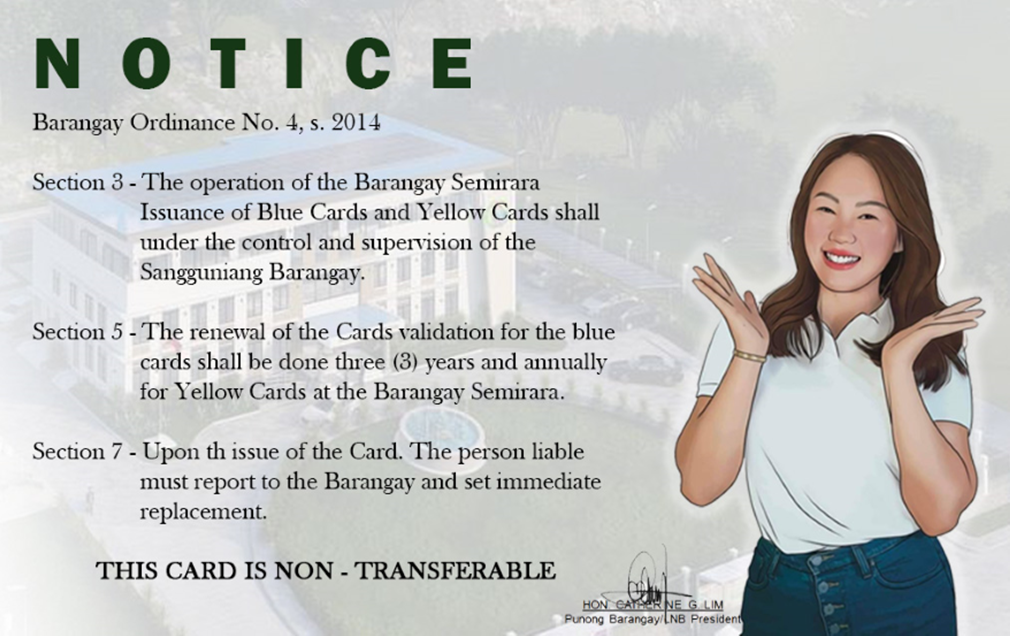 NOTICE
Barangay Ordinance No. 4, s. 2014
Section 3 - The operation of the Barangay Semirara
Issuance of Blue Cards and Yellow Cards shall
under the control and supervision of the
Sangguniang Barangay.
Section 5 - The renewal of the Cards validation for the blue
cards shall be done three (3) years and annually
for Yellow Cards at the Barangay Semirara.
Section 7 - Upon th issue of the Card. The person liable
must report to the Barangay and set immediate
replacement.
THIS CARD IS NON - TRANSFERABLE
HON. CATHERINE G. LIM
Punong Barangay/LNB President